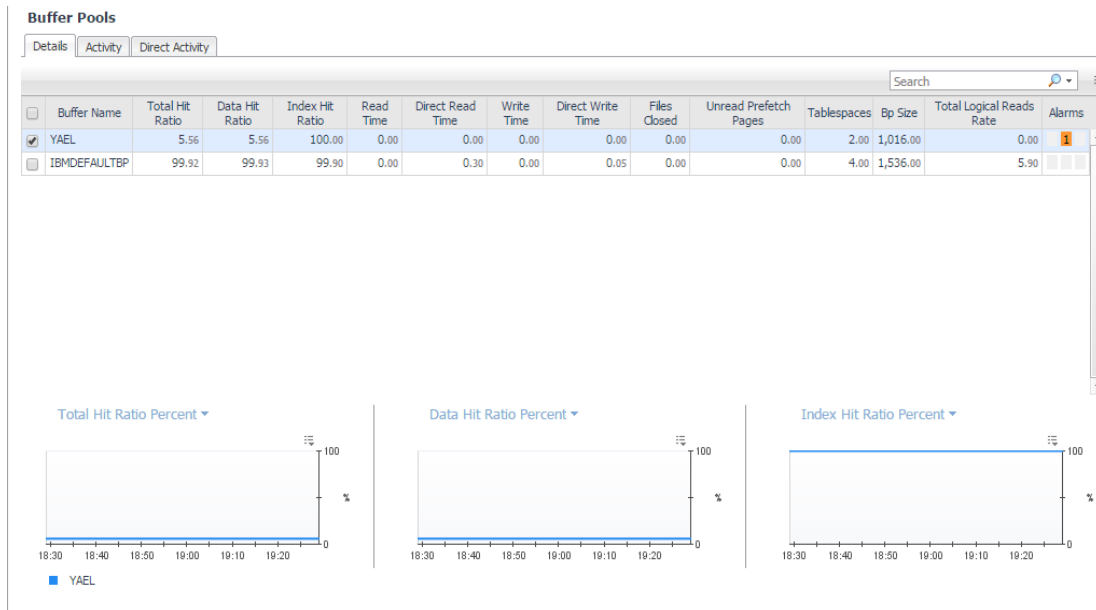 Buffer Pools
Details Activity Direct Activity
Search
Buffer Name Total Hit Ratio Data Hit Ratio Index Hit Ratio Read Time Direct Read Time Write Time Direct Write Time Files Closed Unread Prefetch Pages Tablespaces Bp Size Total Logical Reads Rate Alarms
YAEL 5.56 5.56 100.00 0.00 0.00 0.00 0.00 0.00 0.00 2.00 1,016.00 0.00 1
IBMDEFAULTBP 99.92 99.93 99.90 0.00 0.30 0.00 0.05 0.00 0.00 4.00 1,536.00 5.90
Total Hit Ratio Percent Data Hit Ratio Percent Index Hit Ratio Percent
100 100 100
% % %
0 0 0
18:30 18:40 18:50 19:00 19:10 19:20 18:30 18:40 18:50 19:00 19:10 19:20 18:30 18:40 18:50 19:00 19:10 19:20
YAEL